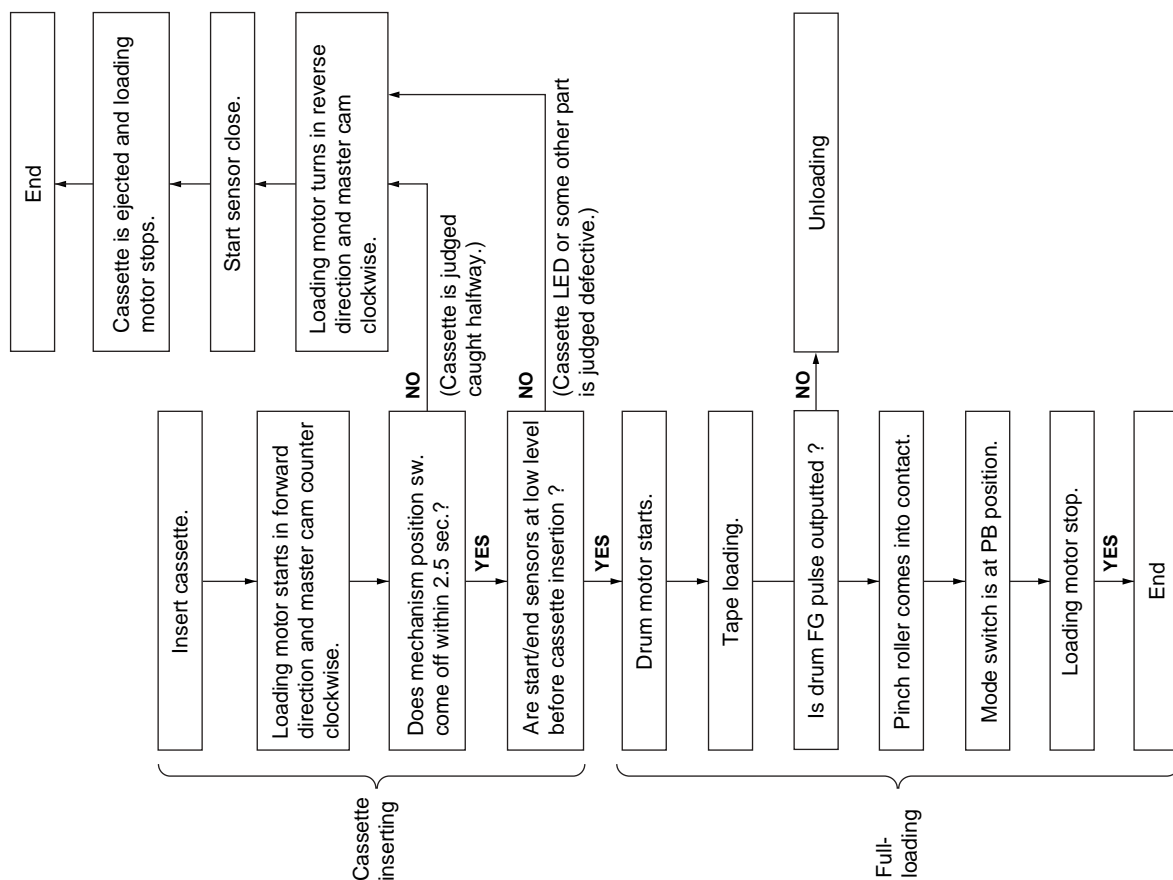 Cassette
inserting
Insert cassette.
Loading motor starts in forward
direction and master cam counter
clockwise.
Does mechanism position sw.
come off within 2.5 sec.?
NO
(Cassette is judged
caught halfway.)
YES
Are start/end sensors at low level
before cassette insertion ?
NO
(Cassette LED or some other part
is judged defective.)
YES
Loading motor turns in reverse
direction and master cam
clockwise.
Start sensor close.
Cassette is ejected and loading
motor stops.
End
Full-
loading
Drum motor starts.
Tape loading.
Is drum FG pulse outputted ?
NO
Unloading
Pinch roller comes into contact.
Mode switch is at PB position.
Loading motor stop.
YES
End